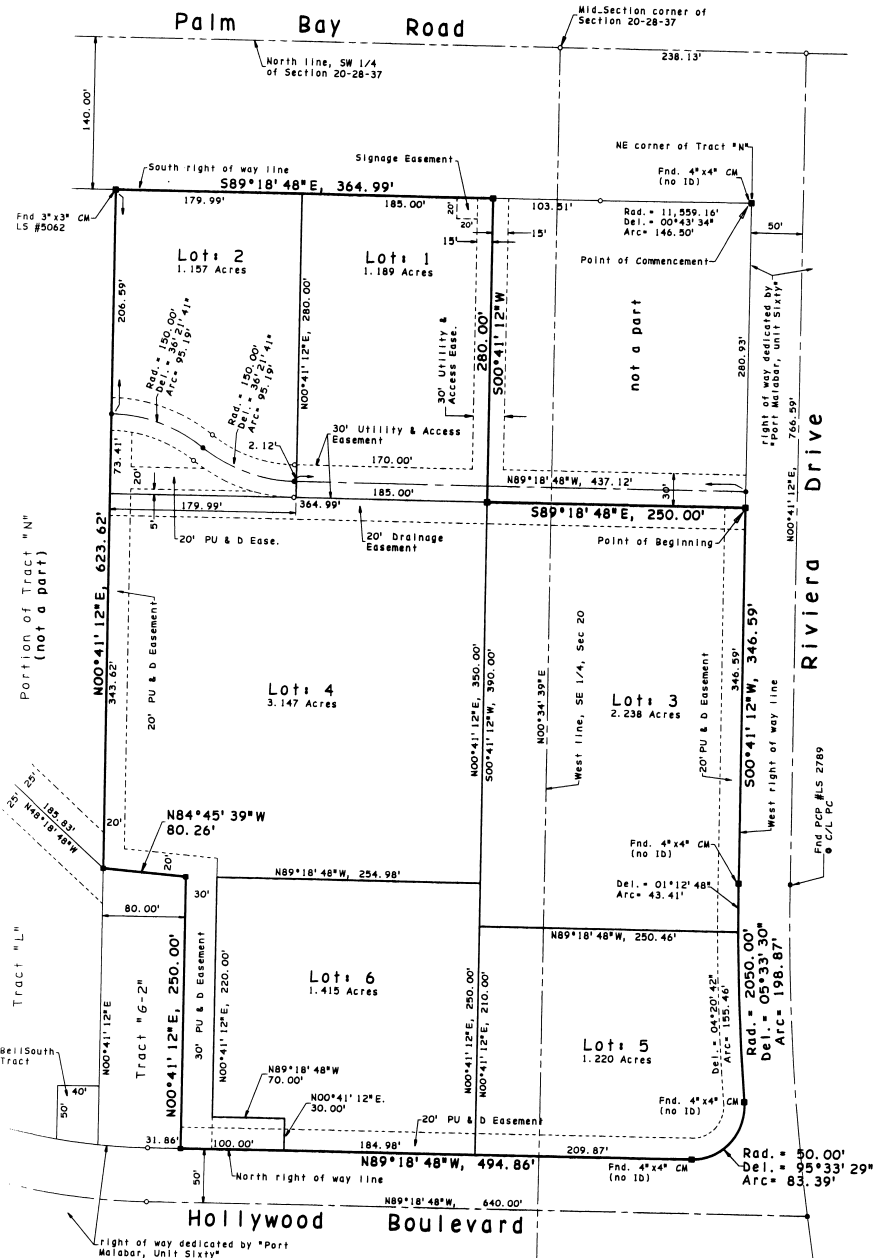 Palm Bay Road
Mid_Section corner of
Section 20-28-37
238.13'
North line, SW 1/4
of Section 20-28-37
140.00'
NE corner of Tract "N"
Signage Easement
South right of way line
S89°18'48"E, 364.99'
Fnd. 4"x4" CM
(no ID)
179.99'
185.00'
20'
20'
103.51'
Rad. = 11,559.16'
Del. = 00°43'34"
Arc= 146.50'
50'
Fnd 3"x3" CM
LS #5062
15'
15'
Lot: 2
1.157 Acres
Lot: 1
1.189 Acres
Point of Commencement
206.59'
Rad. = 150.00'
Del. = 36°21'41"
Arc= 95.19'
Rad. = 150.00'
Del. = 36°21'41"
Arc= 95.19'
N00°41'12"E, 280.00'
30' Utility &
Access Ease.
280.00'
S00°41'12"W
not a part
280.93'
right of way dedicated by
"Port Malabar, Unit Sixty"
766.59'
N00°41'12"E,
Riviera Drive
73.41'
20'
2.12'
30' Utility & Access
Easement
170.00'
N89°18'48"W, 437.12'
30'
185.00'
179.99'
364.99'
S89°18'48"E, 250.00'
5'
20' PU & D Ease.
20' Drainage
Easement
Point of Beginning
Portion of Tract "N"
(not a part)
N00°41'12"E, 623.62'
343.62'
20' PU & D Easement
Lot: 4
3.147 Acres
N00°41'12"E, 350.00'
S00°41'12"W, 390.00'
N00°34'39"E
West line, SE 1/4, Sec 20
Lot: 3
2.238 Acres
20' PU & D Easement
346.59'
S00°41'12"W, 346.59'
West right of way line
Fnd PCP #LS 2789
@ C/L PC
25'
25'
185.83'
N48°18'48"W
20'
N84°45'39"W
80.26'
20'
Fnd. 4"x4" CM
(no ID)
N89°18'48"W, 254.98'
Del. = 01°12'48"
Arc= 43.41'
30'
80.00'
N89°18'48"W, 250.46'
Tract "L"
N00°41'12"E
Tract "G-2"
N00°41'12"E, 250.00'
30' PU & D Easement
N00°41'12"E, 220.00'
Lot: 6
1.415 Acres
N00°41'12"E, 250.00'
N00°41'12"E, 210.00'
Lot: 5
1.220 Acres
Del. = 04°20'42"
Arc= 155.46'
Rad. = 2050.00'
Del. = 05°33'30"
Arc= 198.87'
BellSouth
Tract
40'
50'
N89°18'48"W
70.00'
N00°41'12"E.
30.00'
Fnd. 4"x4" CM
(no ID)
20' PU & D Easement
31.86'
100.00'
184.98'
209.87'
N89°18'48"W, 494.86'
Fnd. 4"x4" CM
(no ID)
Rad. = 50.00'
Del. = 95°33'29"
Arc= 83.39'
50'
North right of way line
N89°18'48"W, 640.00'
Hollywood Boulevard
right of way dedicated by "Port
Malabar, Unit Sixty"